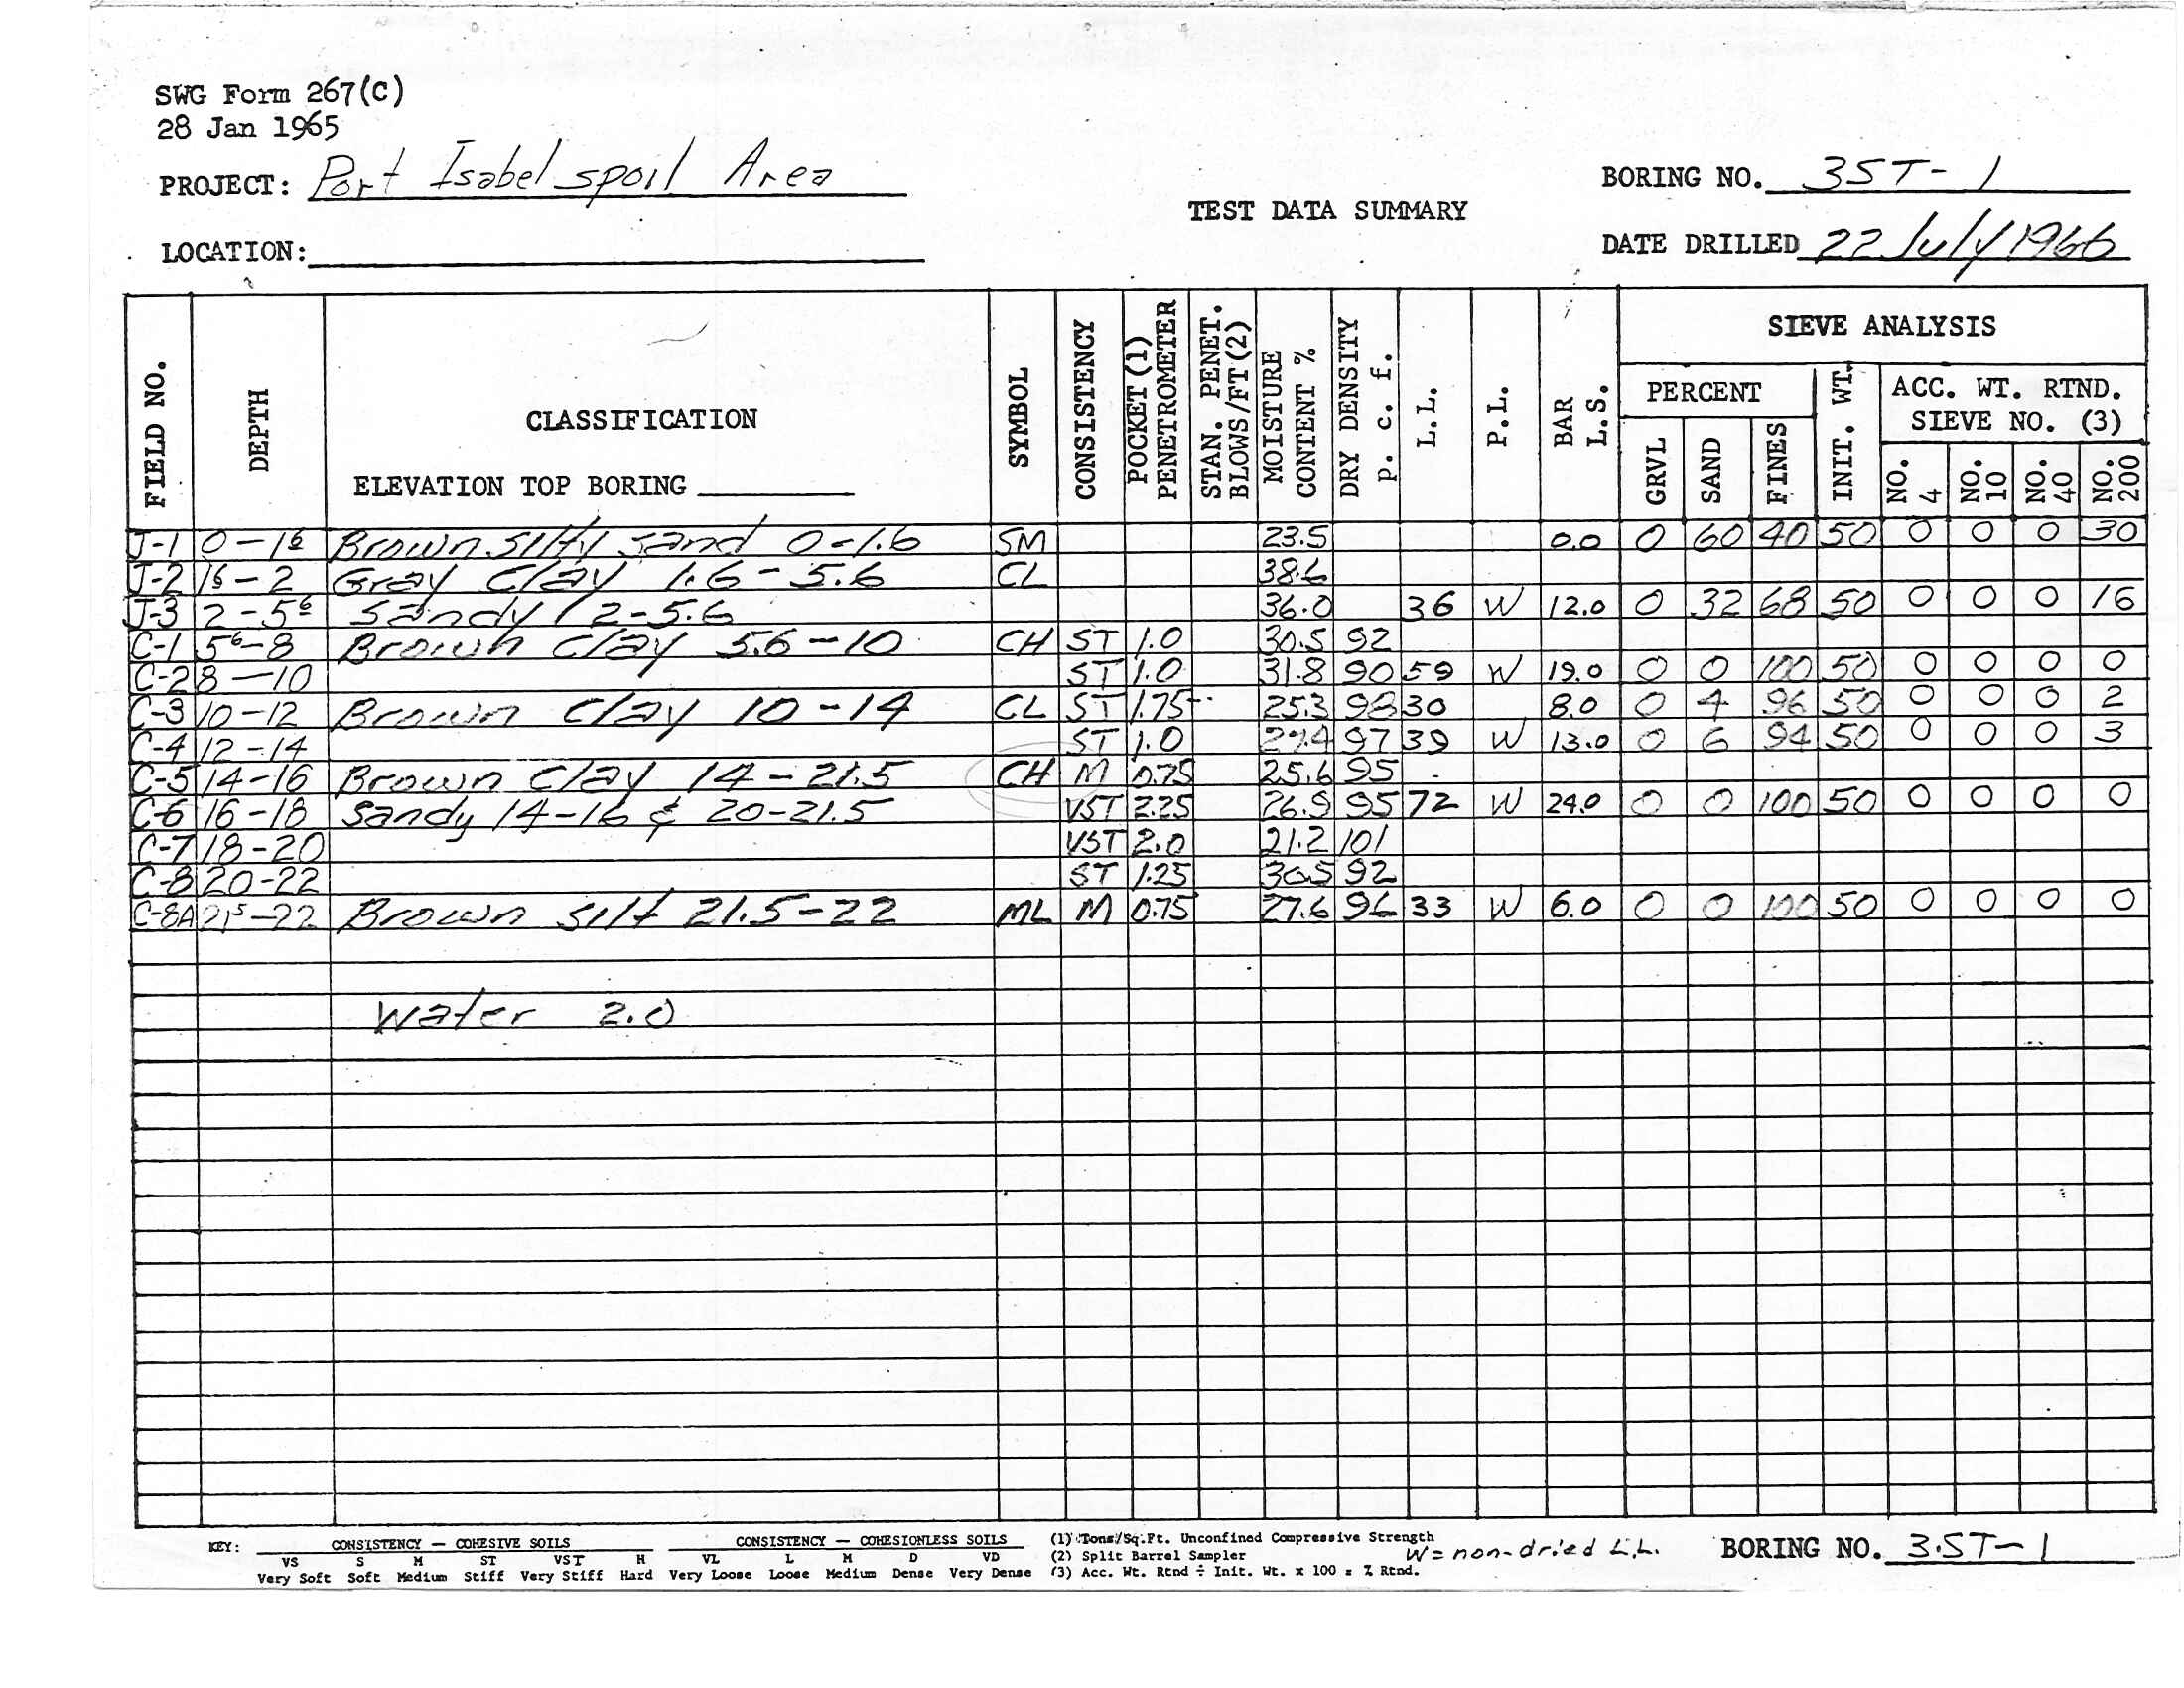 SWG Form 267(C)
28 Jan 1965
PROJECT: Port Isabel spoil Area
BORING NO. 3ST-1
TEST DATA SUMMARY
LOCATION:
DATE DRILLED 22 July 1966
FIELD NO. DEPTH CLASSIFICATION ELEVATION TOP BORING SYMBOL CONSISTENCY POCKET (1) PENETROMETER STAN. PENET. BLOWS/FT (2) MOISTURE CONTENT % DRY DENSITY p. c. f. L.L. P.L. BAR L.S. SIEVE ANALYSIS
PERCENT INIT. WT. ACC. WT. RTND. SIEVE NO. (3)
GRVL SAND FINES NO. 4 NO. 10 NO. 40 NO. 200
J-1 0-1⁶ Brown silty sand 0-1.6 SM 23.5 0.0 0 60 40 50 0 0 0 30
J-2 1⁶-2 Gray Clay 1.6-5.6 CL 38.6
J-3 2-5⁶ Sandy 2-5.6 36.0 36 W 12.0 0 32 68 50 0 0 0 16
C-1 5⁶-8 Brown clay 5.6-10 CH ST 1.0 30.5 92
C-2 8-10 ST 1.0 31.8 90 59 W 19.0 0 0 100 50 0 0 0 0
C-3 10-12 Brown Clay 10-14 CL ST 1.75 25.3 98 30 8.0 0 4 96 50 0 0 0 2
C-4 12-14 ST 1.0 97 39 W 13.0 0 6 94 50 0 0 0 3
C-5 14-16 Brown Clay 14-21.5 CH M 0.75 25.6 95
C-6 16-18 Sandy 14-16 & 20-21.5 VST 2.25 26.9 95 72 W 24.0 0 0 100 50 0 0 0 0
C-7 18-20 VST 2.0 21.2 101
C-8 20-22 ST 1.25 30.5 92
C-8A 21⁵-22 Brown silt 21.5-22 ML M 0.75 27.6 96 33 W 6.0 0 0 100 50 0 0 0 0
Water 2.0
KEY: CONSISTENCY — COHESIVE SOILS CONSISTENCY — COHESIONLESS SOILS (1) Tons/Sq.Ft. Unconfined Compressive Strength
VS S M ST VST H VL L M D VD (2) Split Barrel Sampler W = non-dried L.L. BORING NO. 3ST-1
Very Soft Soft Medium Stiff Very Stiff Hard Very Loose Loose Medium Dense Very Dense (3) Acc. Wt. Rtnd ÷ Init. Wt. x 100 = % Rtnd.